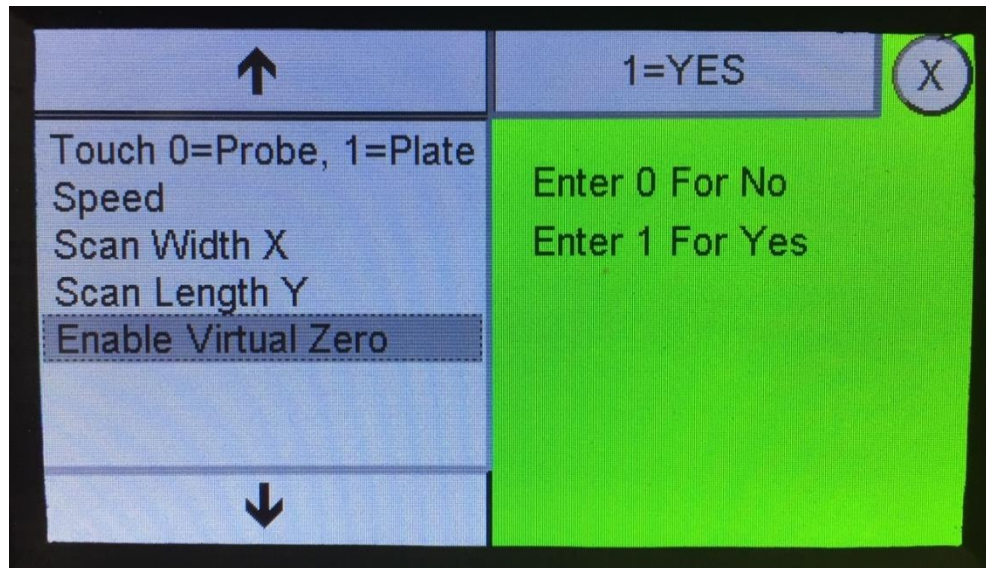 1=YES
X
Touch 0=Probe, 1=Plate
Speed
Scan Width X
Scan Length Y
Enable Virtual Zero
Enter 0 For No
Enter 1 For Yes